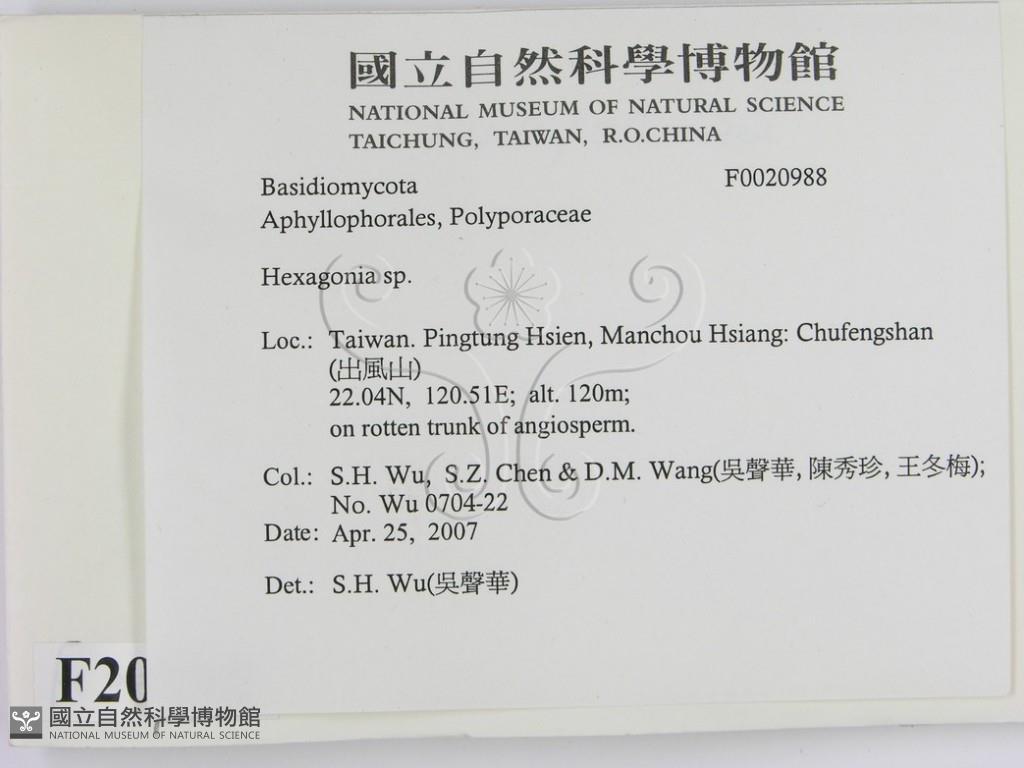 國立自然科學博物館
NATIONAL MUSEUM OF NATURAL SCIENCE
TAICHUNG, TAIWAN, R.O.CHINA
Basidiomycota F0020988
Aphyllophorales, Polyporaceae
Hexagonia sp.
Loc.: Taiwan. Pingtung Hsien, Manchou Hsiang: Chufengshan
(出風山)
22.04N, 120.51E; alt. 120m;
on rotten trunk of angiosperm.
Col.: S.H. Wu, S.Z. Chen & D.M. Wang(吳聲華, 陳秀珍, 王冬梅);
No. Wu 0704-22
Date: Apr. 25, 2007
Det.: S.H. Wu(吳聲華)
F20
國立自然科學博物館
NATIONAL MUSEUM OF NATURAL SCIENCE